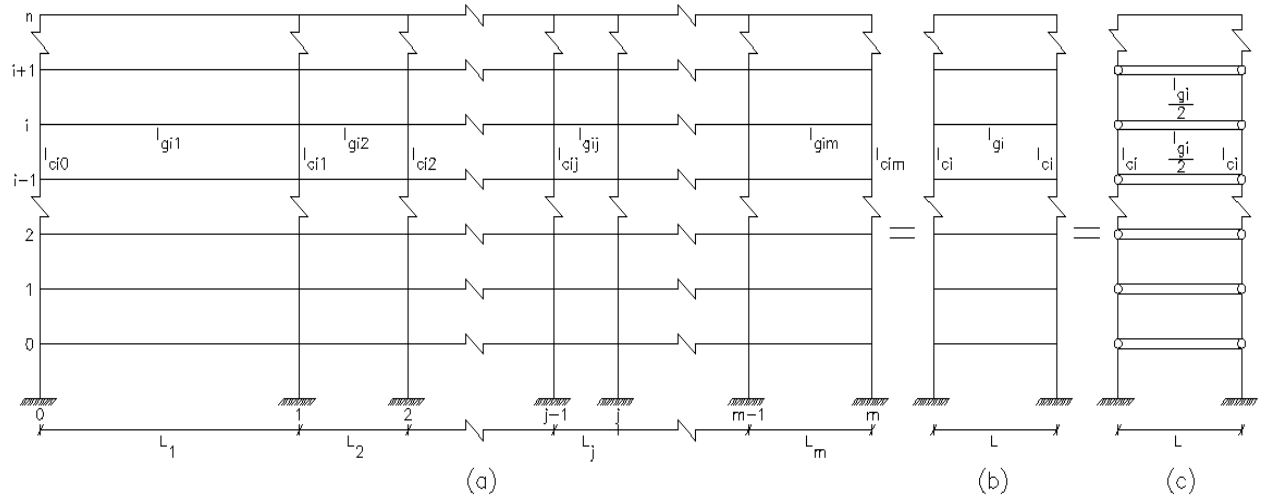 n
i+1
i
i-1
2
1
0
I_gi1 I_gi2 I_gij I_gim I_gi I_gi/2
I_ci0 I_ci1 I_ci2 I_cij I_cim I_ci I_ci I_ci I_gi/2 I_ci
= =
0 1 2 j-1 j m-1 m
L_1 L_2 L_j L_m L L
(a) (b) (c)